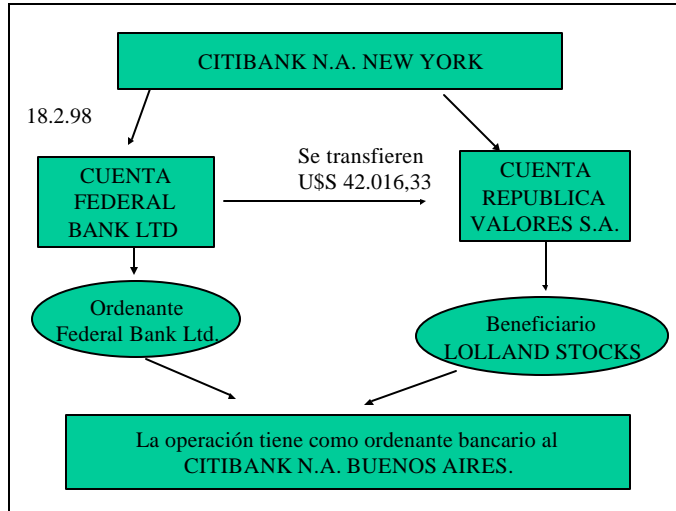 CITIBANK N.A. NEW YORK
18.2.98
Se transfieren
U$S 42.016,33
CUENTA
FEDERAL
BANK LTD
CUENTA
REPUBLICA
VALORES S.A.
Ordenante
Federal Bank Ltd.
Beneficiario
LOLLAND STOCKS
La operación tiene como ordenante bancario al
CITIBANK N.A. BUENOS AIRES.